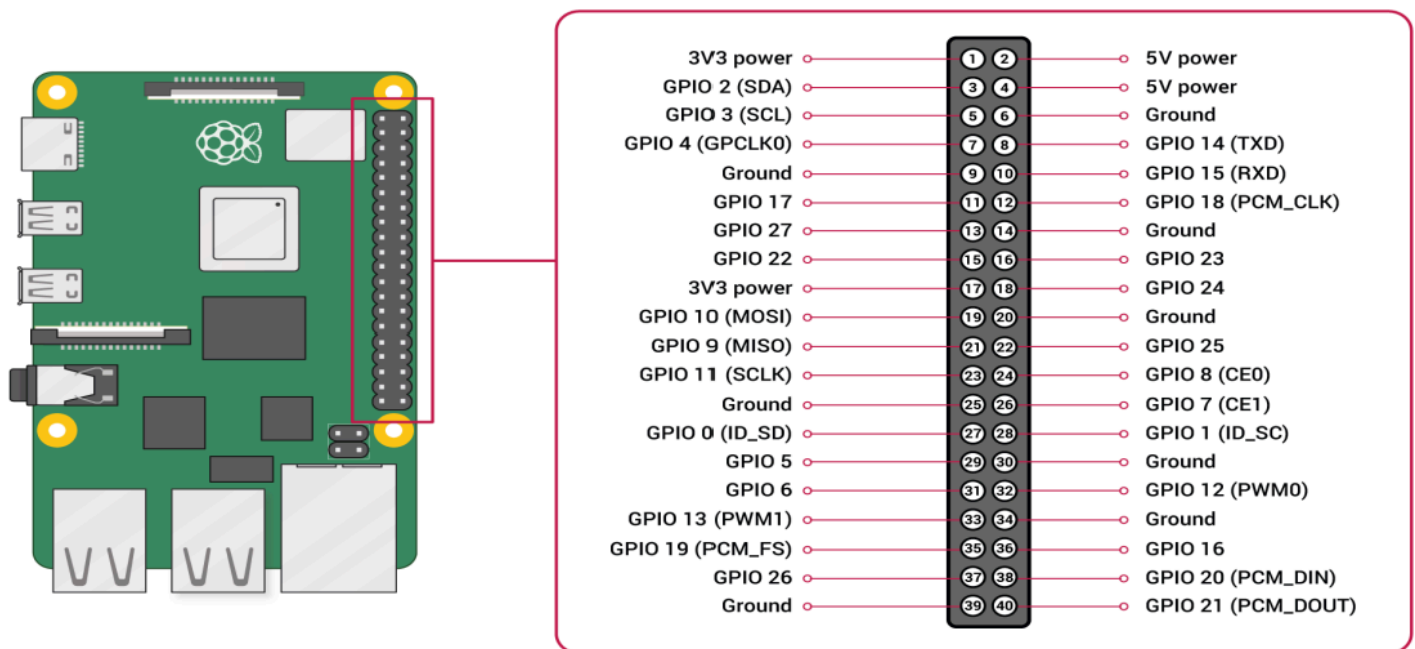 3V3 power 1 2 5V power
GPIO 2 (SDA) 3 4 5V power
GPIO 3 (SCL) 5 6 Ground
GPIO 4 (GPCLK0) 7 8 GPIO 14 (TXD)
Ground 9 10 GPIO 15 (RXD)
GPIO 17 11 12 GPIO 18 (PCM_CLK)
GPIO 27 13 14 Ground
GPIO 22 15 16 GPIO 23
3V3 power 17 18 GPIO 24
GPIO 10 (MOSI) 19 20 Ground
GPIO 9 (MISO) 21 22 GPIO 25
GPIO 11 (SCLK) 23 24 GPIO 8 (CE0)
Ground 25 26 GPIO 7 (CE1)
GPIO 0 (ID_SD) 27 28 GPIO 1 (ID_SC)
GPIO 5 29 30 Ground
GPIO 6 31 32 GPIO 12 (PWM0)
GPIO 13 (PWM1) 33 34 Ground
GPIO 19 (PCM_FS) 35 36 GPIO 16
GPIO 26 37 38 GPIO 20 (PCM_DIN)
Ground 39 40 GPIO 21 (PCM_DOUT)